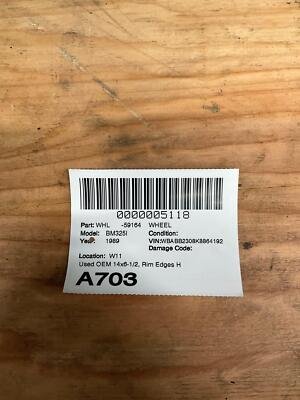 0000005118
Part: WHL -59164 WHEEL
Model: BM325i Condition:
Year: 1989 VIN:WBABB2308K8864192
Damage Code:
Location: W11
Used OEM 14x6-1/2, Rim Edges H
A703